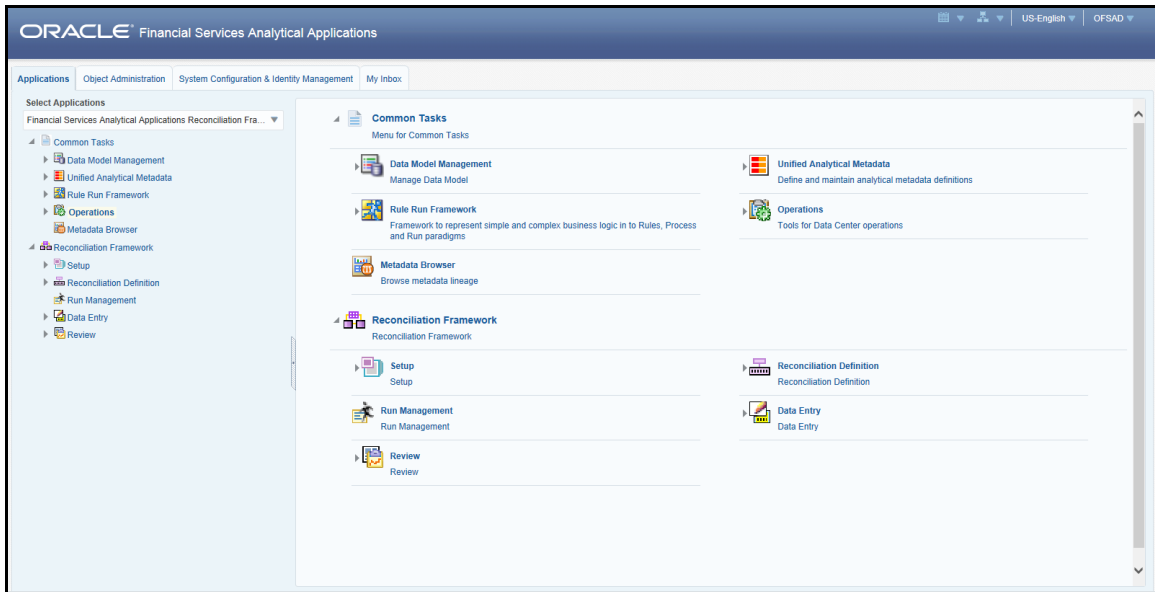 US-English OFSAD
ORACLE® Financial Services Analytical Applications
Applications Object Administration System Configuration & Identity Management My Inbox
Select Applications
Financial Services Analytical Applications Reconciliation Fra...
Common Tasks
Data Model Management
Unified Analytical Metadata
Rule Run Framework
Operations
Metadata Browser
Reconciliation Framework
Setup
Reconciliation Definition
Run Management
Data Entry
Review
Common Tasks
Menu for Common Tasks
Data Model Management
Manage Data Model
Unified Analytical Metadata
Define and maintain analytical metadata definitions
Rule Run Framework
Framework to represent simple and complex business logic in to Rules, Process
and Run paradigms
Operations
Tools for Data Center operations
Metadata Browser
Browse metadata lineage
Reconciliation Framework
Reconciliation Framework
Setup
Setup
Reconciliation Definition
Reconciliation Definition
Run Management
Run Management
Data Entry
Data Entry
Review
Review